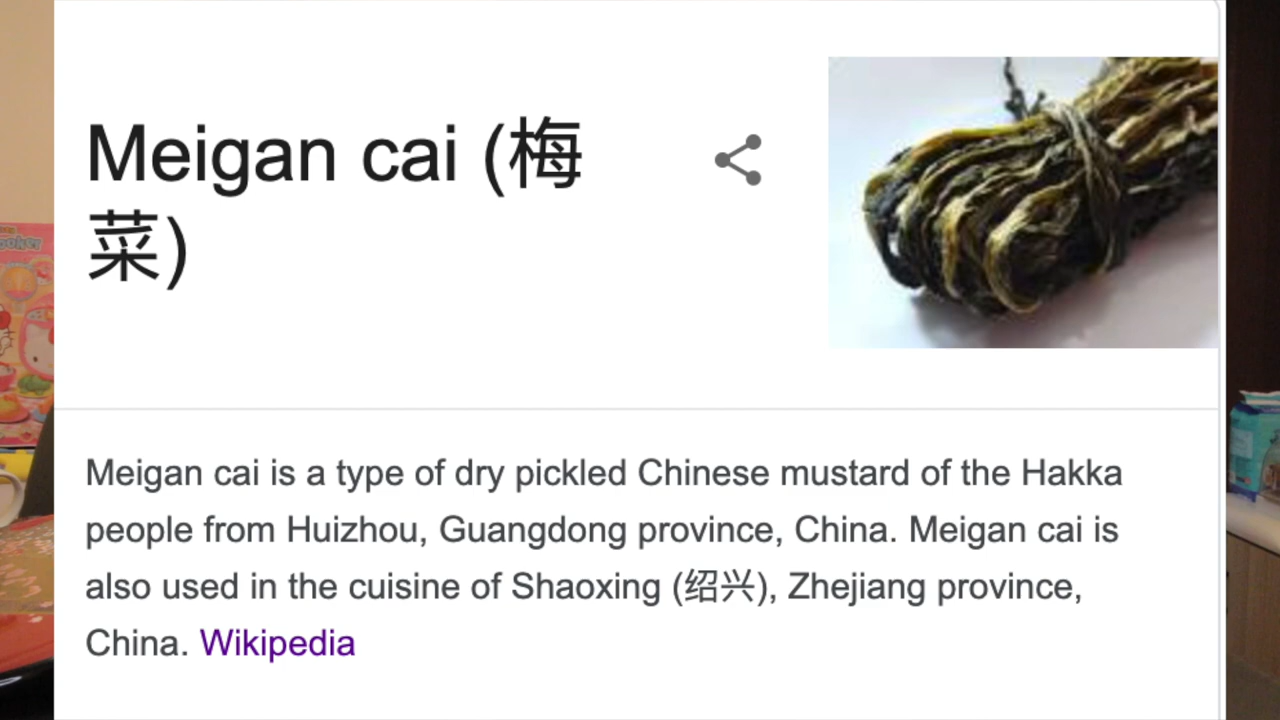 Meigan cai (梅
菜)
Meigan cai is a type of dry pickled Chinese mustard of the Hakka
people from Huizhou, Guangdong province, China. Meigan cai is
also used in the cuisine of Shaoxing (绍兴), Zhejiang province,
China. Wikipedia